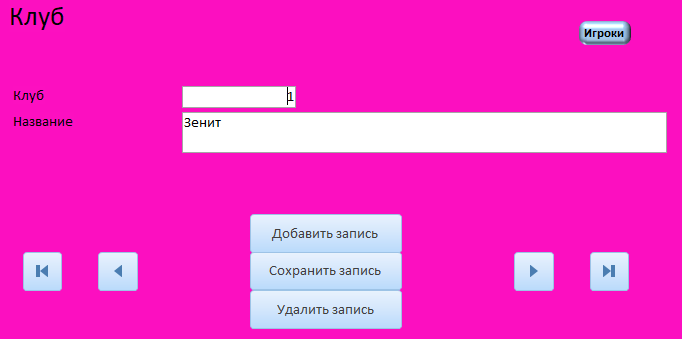 Клуб
Игроки
Клуб 1
Название Зенит
Добавить запись
Сохранить запись
Удалить запись